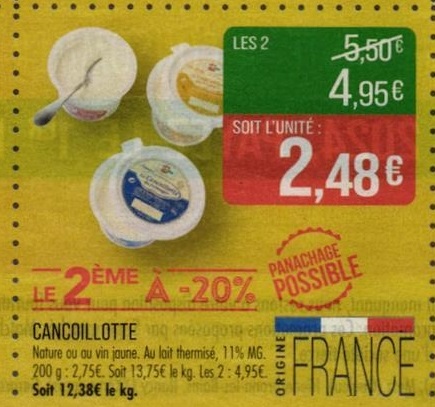 LES 2
5,50€
4,95€
SOIT L'UNITÉ :
2,48€
LE 2ÈME À -20%
PANACHAGE
POSSIBLE
CANCOILLOTTE
Nature ou au vin jaune. Au lait thermisé, 11% MG.
200 g : 2,75€. Soit 13,75€ le kg. Les 2 : 4,95€.
Soit 12,38€ le kg.
ORIGINE
FRANCE
Cancoillotte